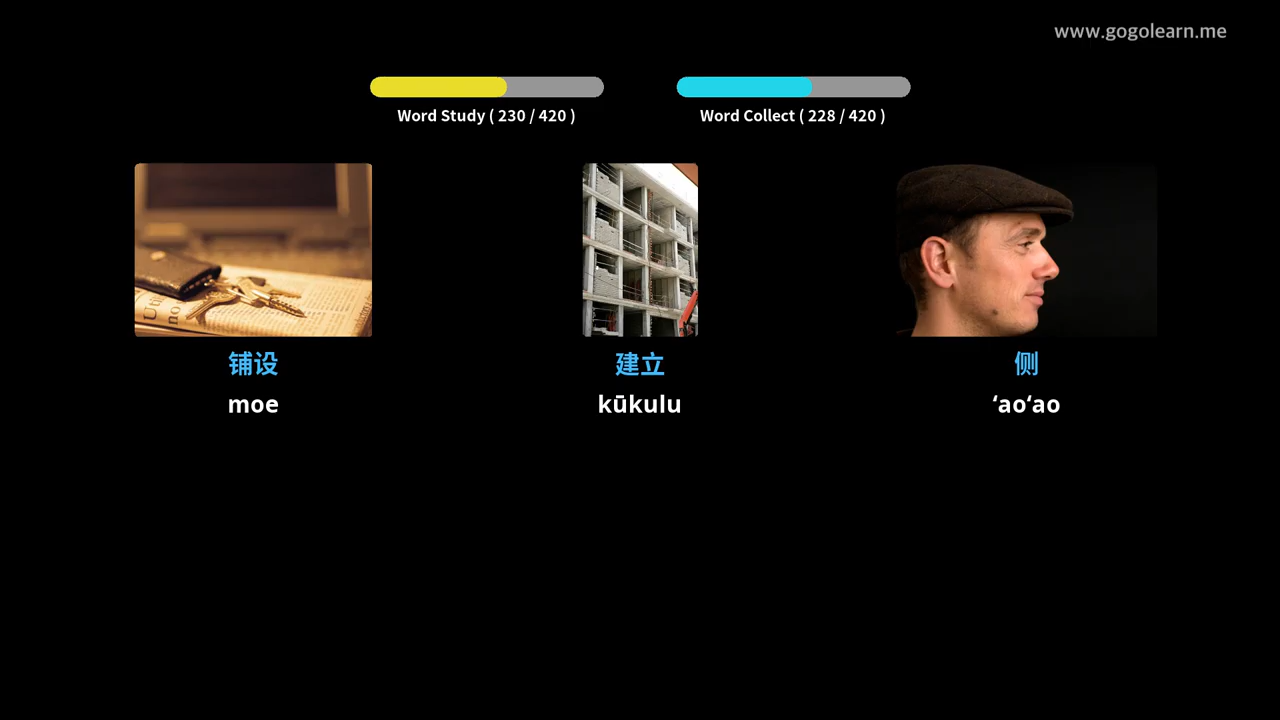 www.gogolearn.me
Word Study ( 230 / 420 )
Word Collect ( 228 / 420 )
铺设
建立
侧
moe
kūkulu
ʻaoʻao